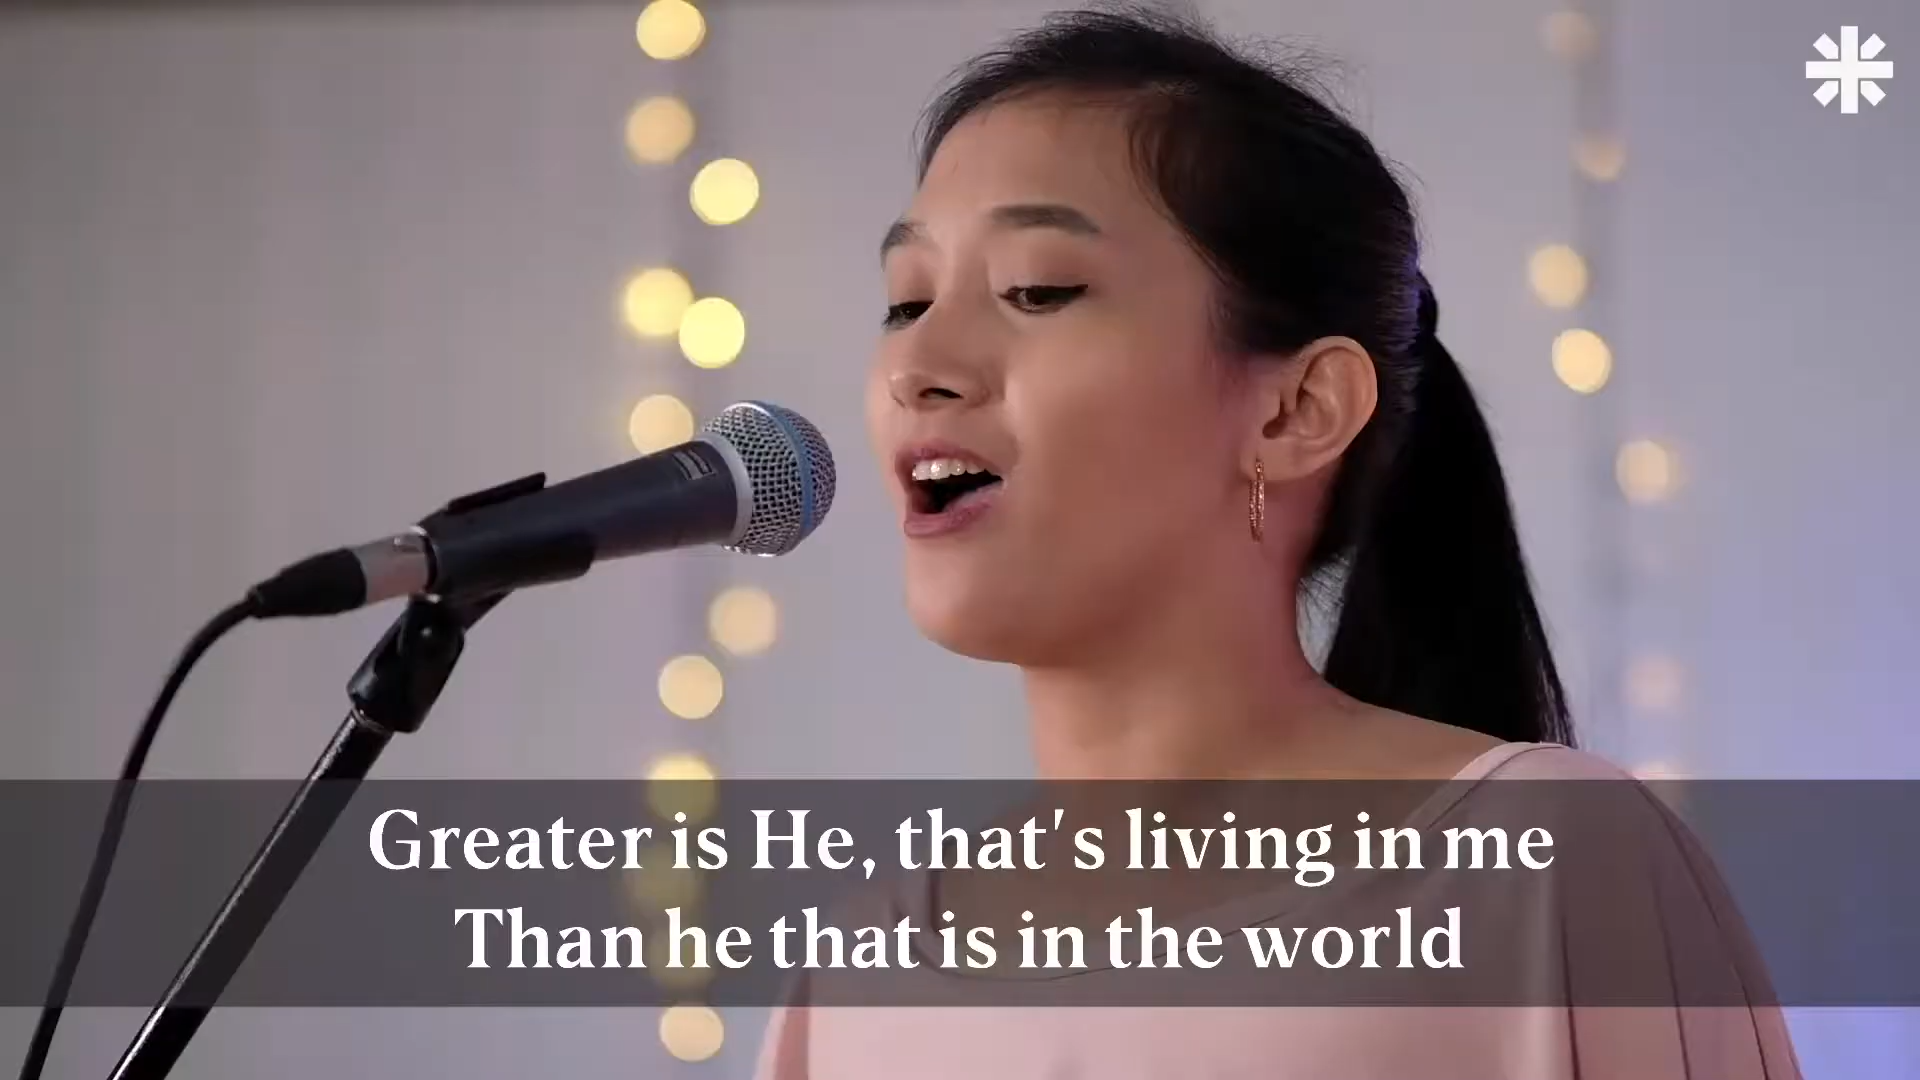 Greater is He, that's living in me
Than he that is in the world